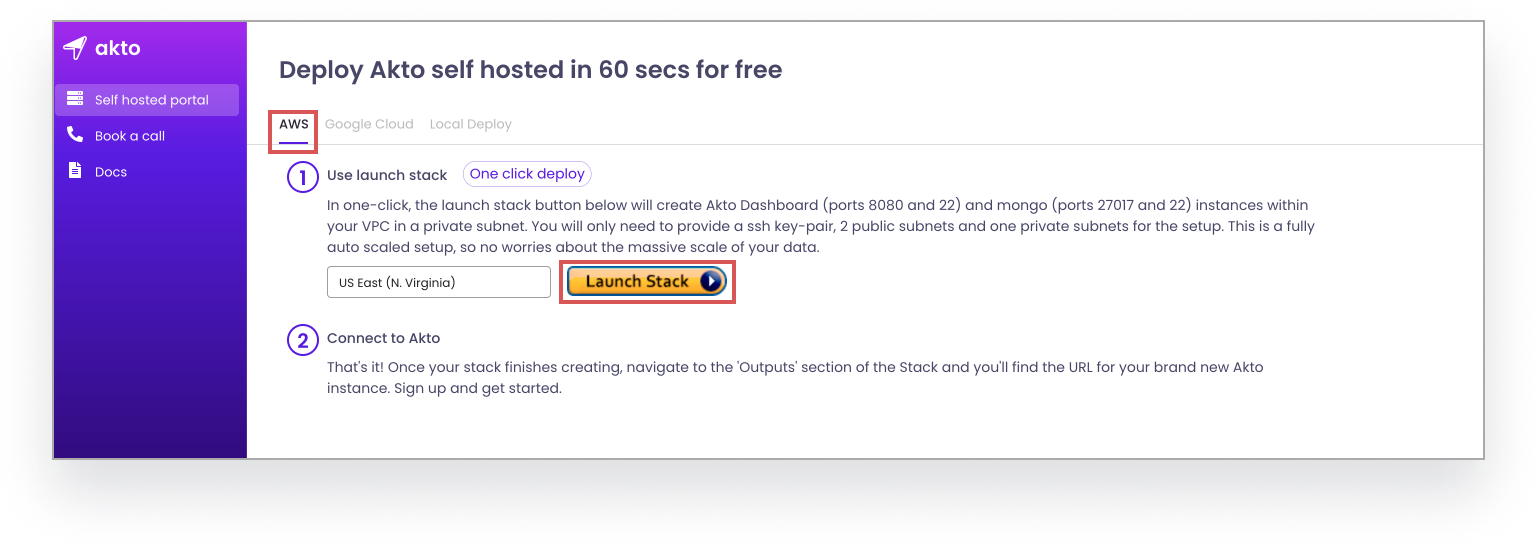 akto
Self hosted portal
Book a call
Docs
Deploy Akto self hosted in 60 secs for free
AWS Google Cloud Local Deploy
1 Use launch stack One click deploy
In one-click, the launch stack button below will create Akto Dashboard (ports 8080 and 22) and mongo (ports 27017 and 22) instances within
your VPC in a private subnet. You will only need to provide a ssh key-pair, 2 public subnets and one private subnets for the setup. This is a fully
auto scaled setup, so no worries about the massive scale of your data.
US East (N. Virginia) Launch Stack
2 Connect to Akto
That's it! Once your stack finishes creating, navigate to the 'Outputs' section of the Stack and you'll find the URL for your brand new Akto
instance. Sign up and get started.